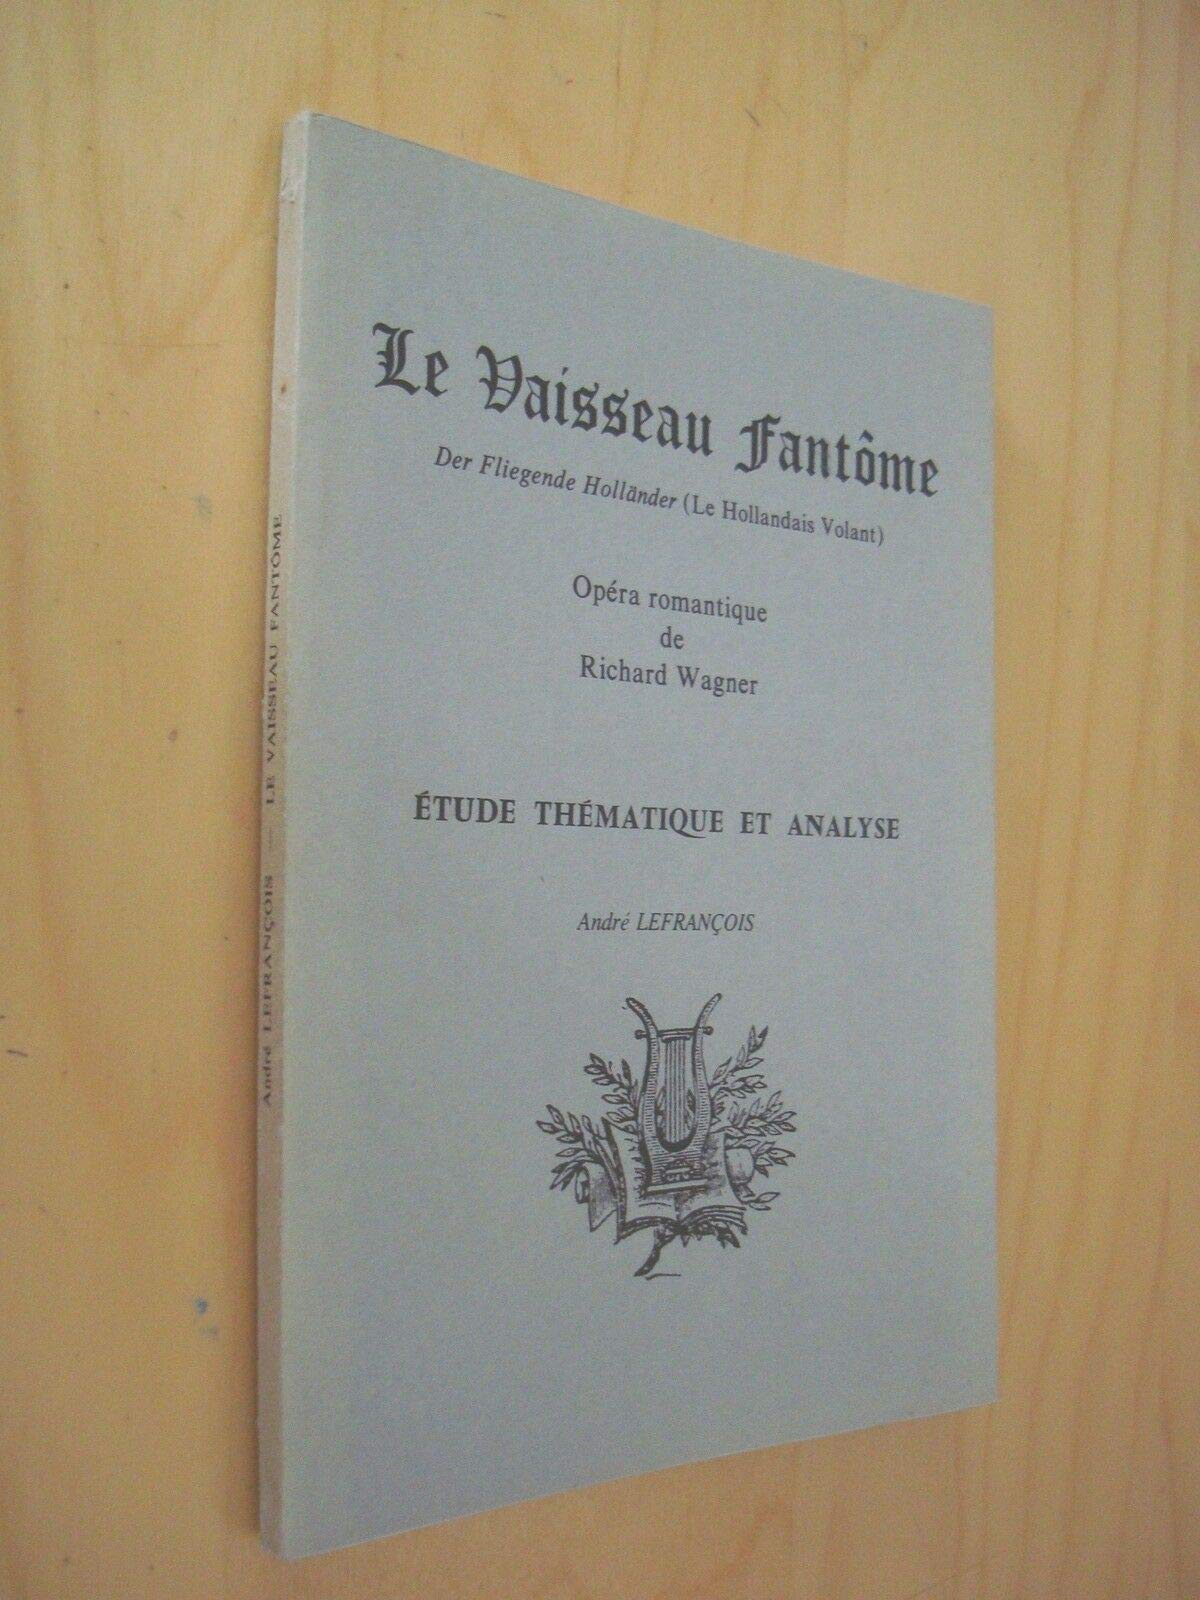 Le Vaisseau Fantôme
Der Fliegende Holländer (Le Hollandais Volant)
Opéra romantique
de
Richard Wagner
ÉTUDE THÉMATIQUE ET ANALYSE
André LEFRANÇOIS
André LEFRANÇOIS — LE VAISSEAU FANTÔME